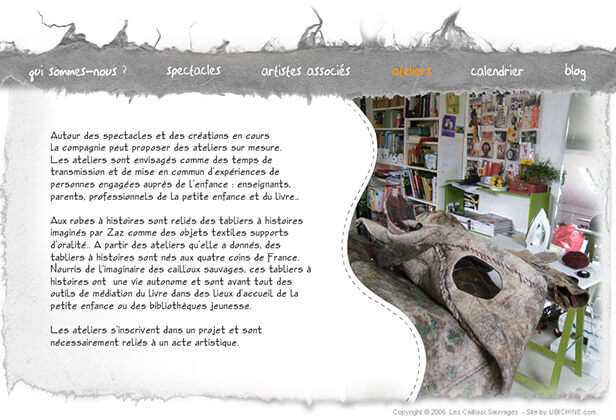 qui sommes-nous ? spectacles artistes associés ateliers calendrier blog
Autour des spectacles et des créations en cours
la compagnie peut proposer des ateliers sur mesure.
Les ateliers sont envisagés comme des temps de
transmission et de mise en commun d'expériences de
personnes engagées auprès de l'enfance : enseignants,
parents, professionnels de la petite enfance et du livre...
Aux robes à histoires sont reliés des tabliers à histoires
imaginés par Zaz comme des objets textiles supports
d'oralité.. A partir des ateliers qu'elle a donnés, des
tabliers à histoires sont nés aux quatre coins de France.
Nourris de l'imaginaire des cailloux sauvages, ces tabliers à
histoires ont une vie autonome et sont avant tout des
outils de médiation du livre dans des lieux d'accueil de la
petite enfance ou des bibliothèques jeunesse.
Les ateliers s'inscrivent dans un projet et sont
nécessairement reliés à un acte artistique.
Copyright © 2006 Les Cailloux Sauvages - Site by UBICHINE.com